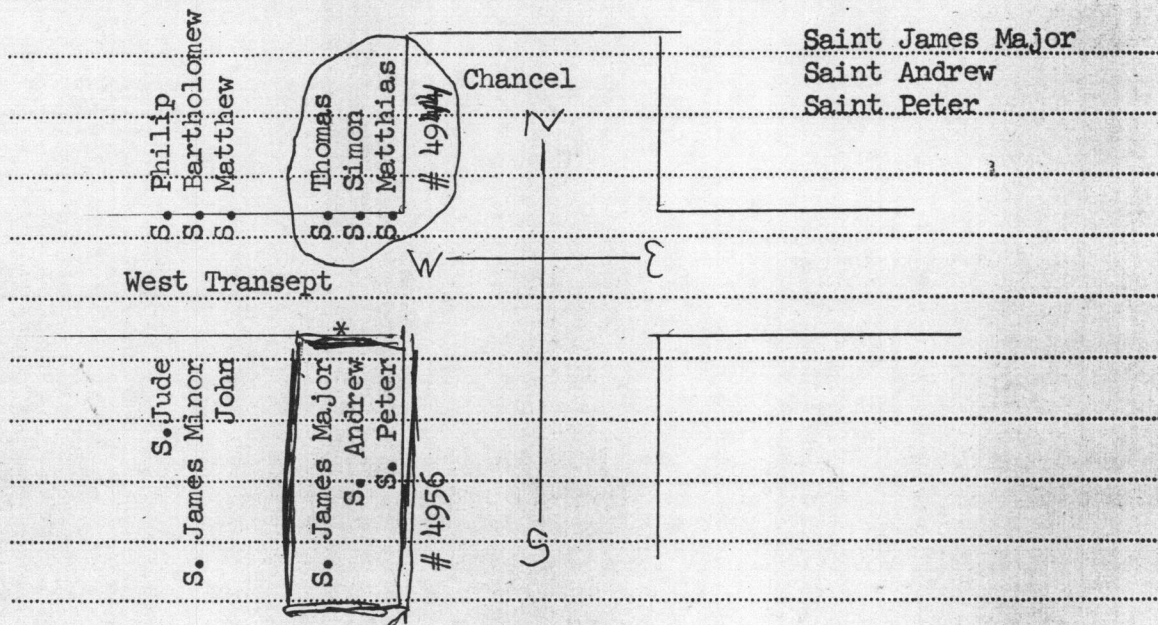 Saint James Major
Saint Andrew
Saint Peter
Chancel
S. Philip
S. Bartholomew
S. Matthew
S. Thomas
S. Simon
S. Matthias
N
W
E
S
West Transept
*
S. Jude
S. James Minor
John
S. James Major
S. Andrew
S. Peter
# 4956